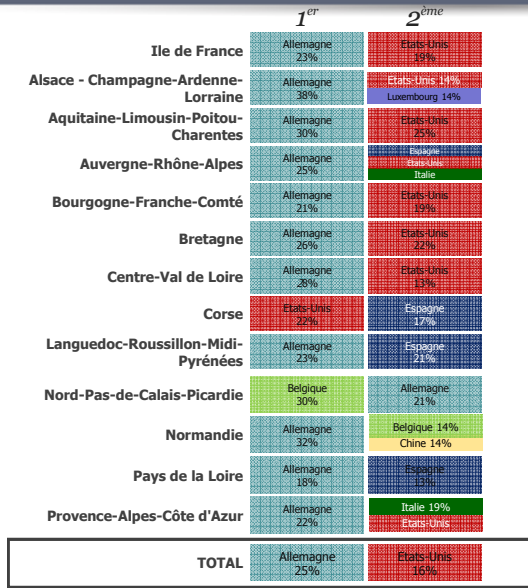 1er 2ème
Ile de France Allemagne 23% Etats-Unis 19%
Alsace - Champagne-Ardenne-Lorraine Allemagne 38% Etats-Unis 14% Luxembourg 14%
Aquitaine-Limousin-Poitou-Charentes Allemagne 30% Etats-Unis 25%
Auvergne-Rhône-Alpes Allemagne 25% Espagne Etats-Unis Italie
Bourgogne-Franche-Comté Allemagne 21% Etats-Unis 19%
Bretagne Allemagne 26% Etats-Unis 22%
Centre-Val de Loire Allemagne 28% Etats-Unis 13%
Corse Etats-Unis 22% Espagne 17%
Languedoc-Roussillon-Midi-Pyrénées Allemagne 23% Espagne 21%
Nord-Pas-de-Calais-Picardie Belgique 30% Allemagne 21%
Normandie Allemagne 32% Belgique 14% Chine 14%
Pays de la Loire Allemagne 18% Espagne 13%
Provence-Alpes-Côte d'Azur Allemagne 22% Italie 19% Etats-Unis
TOTAL Allemagne 25% Etats-Unis 16%